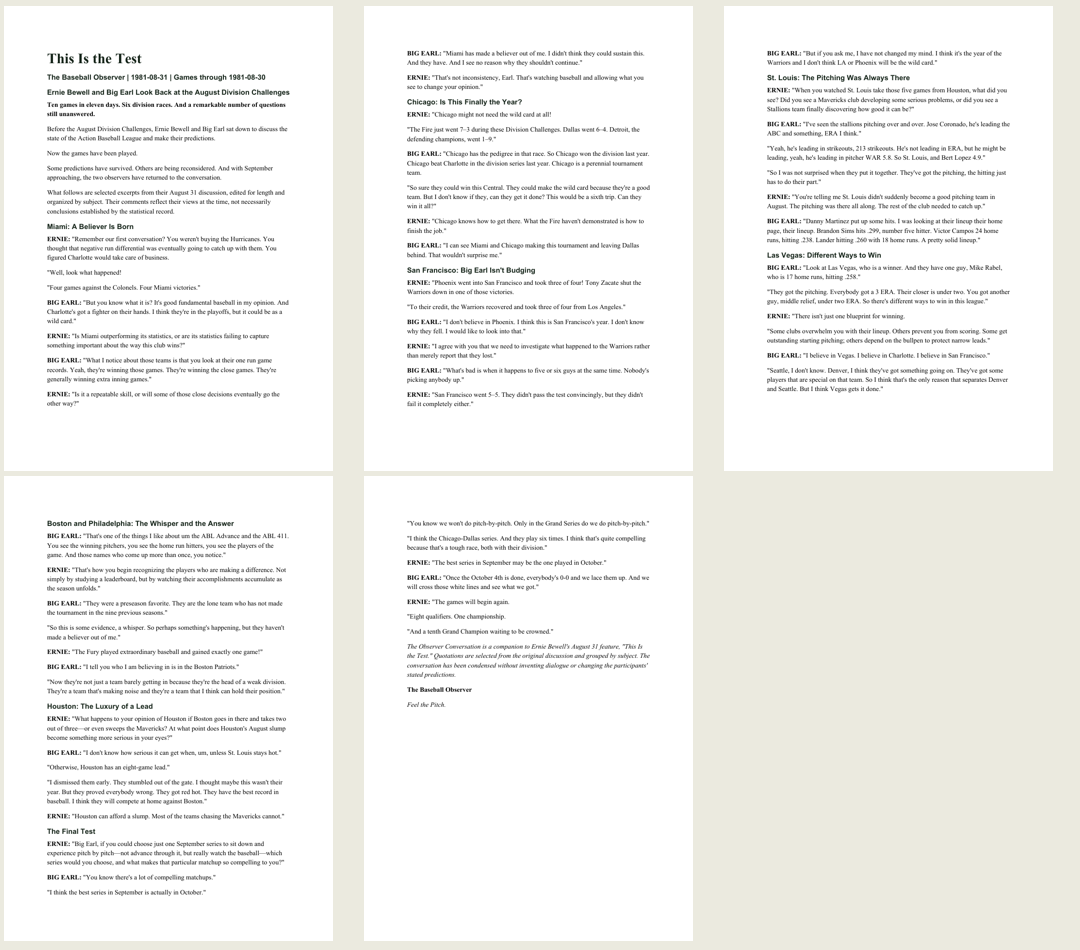 This Is the Test
The Baseball Observer | 1981-08-31 | Games through 1981-08-30
Ernie Bewell and Big Earl Look Back at the August Division Challenges
Ten games in eleven days. Six division races. And a remarkable number of questions
still unanswered.
Before the August Division Challenges, Ernie Bewell and Big Earl sat down to discuss the
state of the Action Baseball League and make their predictions.
Now the games have been played.
Some predictions have survived. Others are being reconsidered. And with September
approaching, the two observers have returned to the conversation.
What follows are selected excerpts from their August 31 discussion, edited for length and
organized by subject. Their comments reflect their views at the time, not necessarily
conclusions established by the statistical record.
Miami: A Believer Is Born
ERNIE: "Remember our first conversation? You weren't buying the Hurricanes. You
thought that negative run differential was eventually going to catch up with them. You
figured Charlotte would take care of business.
"Well, look what happened!
"Four games against the Colonels. Four Miami victories."
BIG EARL: "But you know what it is? It's good fundamental baseball in my opinion. And
Charlotte's got a fighter on their hands. I think they're in the playoffs, but it could be as a
wild card."
ERNIE: "Is Miami outperforming its statistics, or are its statistics failing to capture
something important about the way this club wins?"
BIG EARL: "What I notice about those teams is that you look at their one run game
records. Yeah, they're winning those games. They're winning the close games. They're
generally winning extra inning games."
ERNIE: "Is it a repeatable skill, or will some of those close decisions eventually go the
other way?"
BIG EARL: "Miami has made a believer out of me. I didn't think they could sustain this.
And they have. And I see no reason why they shouldn't continue."
ERNIE: "That's not inconsistency, Earl. That's watching baseball and allowing what you
see to change your opinion."
Chicago: Is This Finally the Year?
ERNIE: "Chicago might not need the wild card at all!
"The Fire just went 7–3 during these Division Challenges. Dallas went 6–4. Detroit, the
defending champions, went 1–9."
BIG EARL: "Chicago has the pedigree in that race. So Chicago won the division last year.
Chicago beat Charlotte in the division series last year. Chicago is a perennial tournament
team.
"So sure they could win this Central. They could make the wild card because they're a good
team. But I don't know if they, can they get it done? This would be a sixth trip. Can they
win it all?"
ERNIE: "Chicago knows how to get there. What the Fire haven't demonstrated is how to
finish the job."
BIG EARL: "I can see Miami and Chicago making this tournament and leaving Dallas
behind. That wouldn't surprise me."
San Francisco: Big Earl Isn't Budging
ERNIE: "Phoenix went into San Francisco and took three of four! Tony Zacate shut the
Warriors down in one of those victories.
"To their credit, the Warriors recovered and took three of four from Los Angeles."
BIG EARL: "I don't believe in Phoenix. I think this is San Francisco's year. I don't know
why they fell. I would like to look into that."
ERNIE: "I agree with you that we need to investigate what happened to the Warriors rather
than merely report that they lost."
BIG EARL: "What's bad is when it happens to five or six guys at the same time. Nobody's
picking anybody up."
ERNIE: "San Francisco went 5–5. They didn't pass the test convincingly, but they didn't
fail it completely either."
BIG EARL: "But if you ask me, I have not changed my mind. I think it's the year of the
Warriors and I don't think LA or Phoenix will be the wild card."
St. Louis: The Pitching Was Always There
ERNIE: "When you watched St. Louis take those five games from Houston, what did you
see? Did you see a Mavericks club developing some serious problems, or did you see a
Stallions team finally discovering how good it can be?"
BIG EARL: "I've seen the stallions pitching over and over. Jose Coronado, he's leading the
ABC and something, ERA I think."
"Yeah, he's leading in strikeouts, 213 strikeouts. He's not leading in ERA, but he might be
leading, yeah, he's leading in pitcher WAR 5.8. So St. Louis, and Bert Lopez 4.9."
"So I was not surprised when they put it together. They've got the pitching, the hitting just
has to do their part."
ERNIE: "You're telling me St. Louis didn't suddenly become a good pitching team in
August. The pitching was there all along. The rest of the club needed to catch up."
BIG EARL: "Danny Martinez put up some hits. I was looking at their lineup their home
page, their lineup. Brandon Sims hits .299, number five hitter. Victor Campos 24 home
runs, hitting .238. Lander hitting .260 with 18 home runs. A pretty solid lineup."
Las Vegas: Different Ways to Win
BIG EARL: "Look at Las Vegas, who is a winner. And they have one guy, Mike Rabel,
who is 17 home runs, hitting .258."
"They got the pitching. Everybody got a 3 ERA. Their closer is under two. You got another
guy, middle relief, under two ERA. So there's different ways to win in this league."
ERNIE: "There isn't just one blueprint for winning.
"Some clubs overwhelm you with their lineup. Others prevent you from scoring. Some get
outstanding starting pitching; others depend on the bullpen to protect narrow leads."
BIG EARL: "I believe in Vegas. I believe in Charlotte. I believe in San Francisco."
"Seattle, I don't know. Denver, I think they've got something going on. They've got some
players that are special on that team. So I think that's the only reason that separates Denver
and Seattle. But I think Vegas gets it done."
Boston and Philadelphia: The Whisper and the Answer
BIG EARL: "That's one of the things I like about um the ABL Advance and the ABL 411.
You see the winning pitchers, you see the home run hitters, you see the players of the
game. And those names who come up more than once, you notice."
ERNIE: "That's how you begin recognizing the players who are making a difference. Not
simply by studying a leaderboard, but by watching their accomplishments accumulate as
the season unfolds."
BIG EARL: "They were a preseason favorite. They are the lone team who has not made
the tournament in the nine previous seasons."
"So this is some evidence, a whisper. So perhaps something's happening, but they haven't
made a believer out of me."
ERNIE: "The Fury played extraordinary baseball and gained exactly one game!"
BIG EARL: "I tell you who I am believing in is in the Boston Patriots."
"Now they're not just a team barely getting in because they're the head of a weak division.
They're a team that's making noise and they're a team that I think can hold their position."
Houston: The Luxury of a Lead
ERNIE: "What happens to your opinion of Houston if Boston goes in there and takes two
out of three—or even sweeps the Mavericks? At what point does Houston's August slump
become something more serious in your eyes?"
BIG EARL: "I don't know how serious it can get when, um, unless St. Louis stays hot."
"Otherwise, Houston has an eight-game lead."
"I dismissed them early. They stumbled out of the gate. I thought maybe this wasn't their
year. But they proved everybody wrong. They got red hot. They have the best record in
baseball. I think they will compete at home against Boston."
ERNIE: "Houston can afford a slump. Most of the teams chasing the Mavericks cannot."
The Final Test
ERNIE: "Big Earl, if you could choose just one September series to sit down and
experience pitch by pitch—not advance through it, but really watch the baseball—which
series would you choose, and what makes that particular matchup so compelling to you?"
BIG EARL: "You know there's a lot of compelling matchups."
"I think the best series in September is actually in October."
"You know we won't do pitch-by-pitch. Only in the Grand Series do we do pitch-by-pitch."
"I think the Chicago-Dallas series. And they play six times. I think that's quite compelling
because that's a tough race, both with their division."
ERNIE: "The best series in September may be the one played in October."
BIG EARL: "Once the October 4th is done, everybody's 0-0 and we lace them up. And we
will cross those white lines and see what we got."
ERNIE: "The games will begin again.
"Eight qualifiers. One championship.
"And a tenth Grand Champion waiting to be crowned."
The Observer Conversation is a companion to Ernie Bewell's August 31 feature, "This Is
the Test." Quotations are selected from the original discussion and grouped by subject. The
conversation has been condensed without inventing dialogue or changing the participants'
stated predictions.
The Baseball Observer
Feel the Pitch.